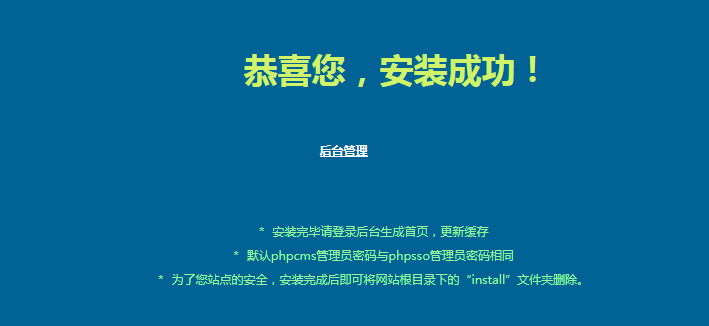 恭喜您，安装成功！
后台管理
* 安装完毕请登录后台生成首页，更新缓存
* 默认phpcms管理员密码与phpsso管理员密码相同
* 为了您站点的安全，安装完成后即可将网站根目录下的“install”文件夹删除。